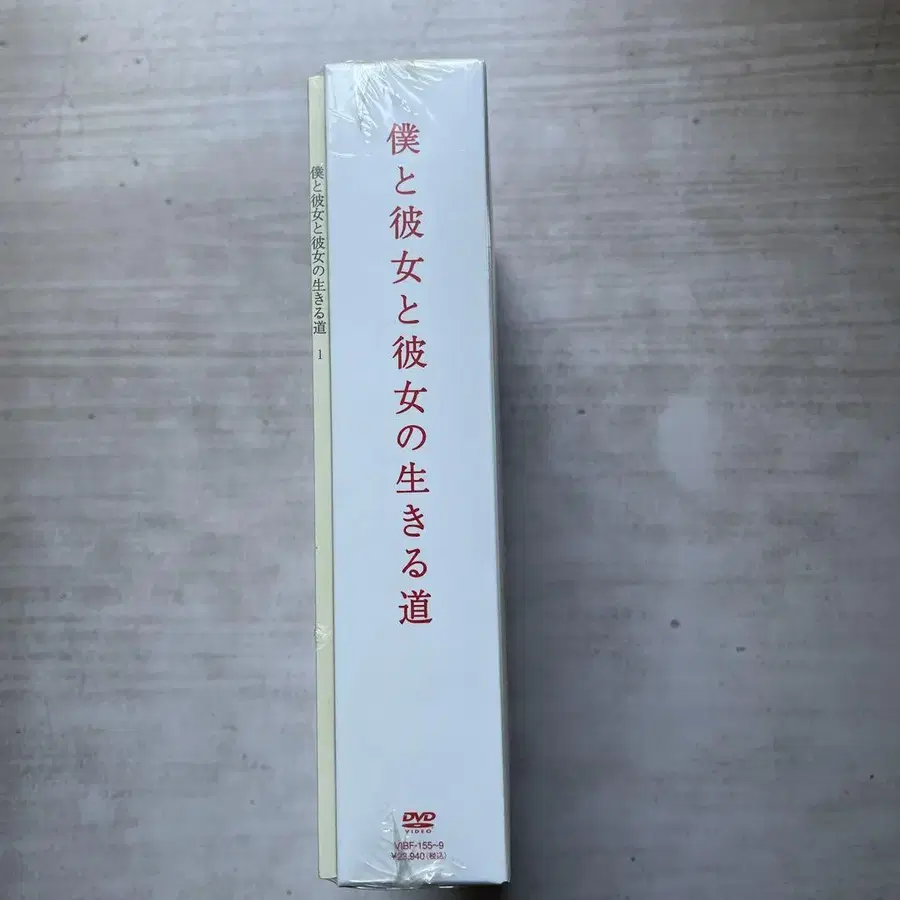 僕と彼女と彼女の生きる道 1
僕と彼女と彼女の生きる道
DVD
VIDEO
VIBF-155~9
¥23,940(税込)